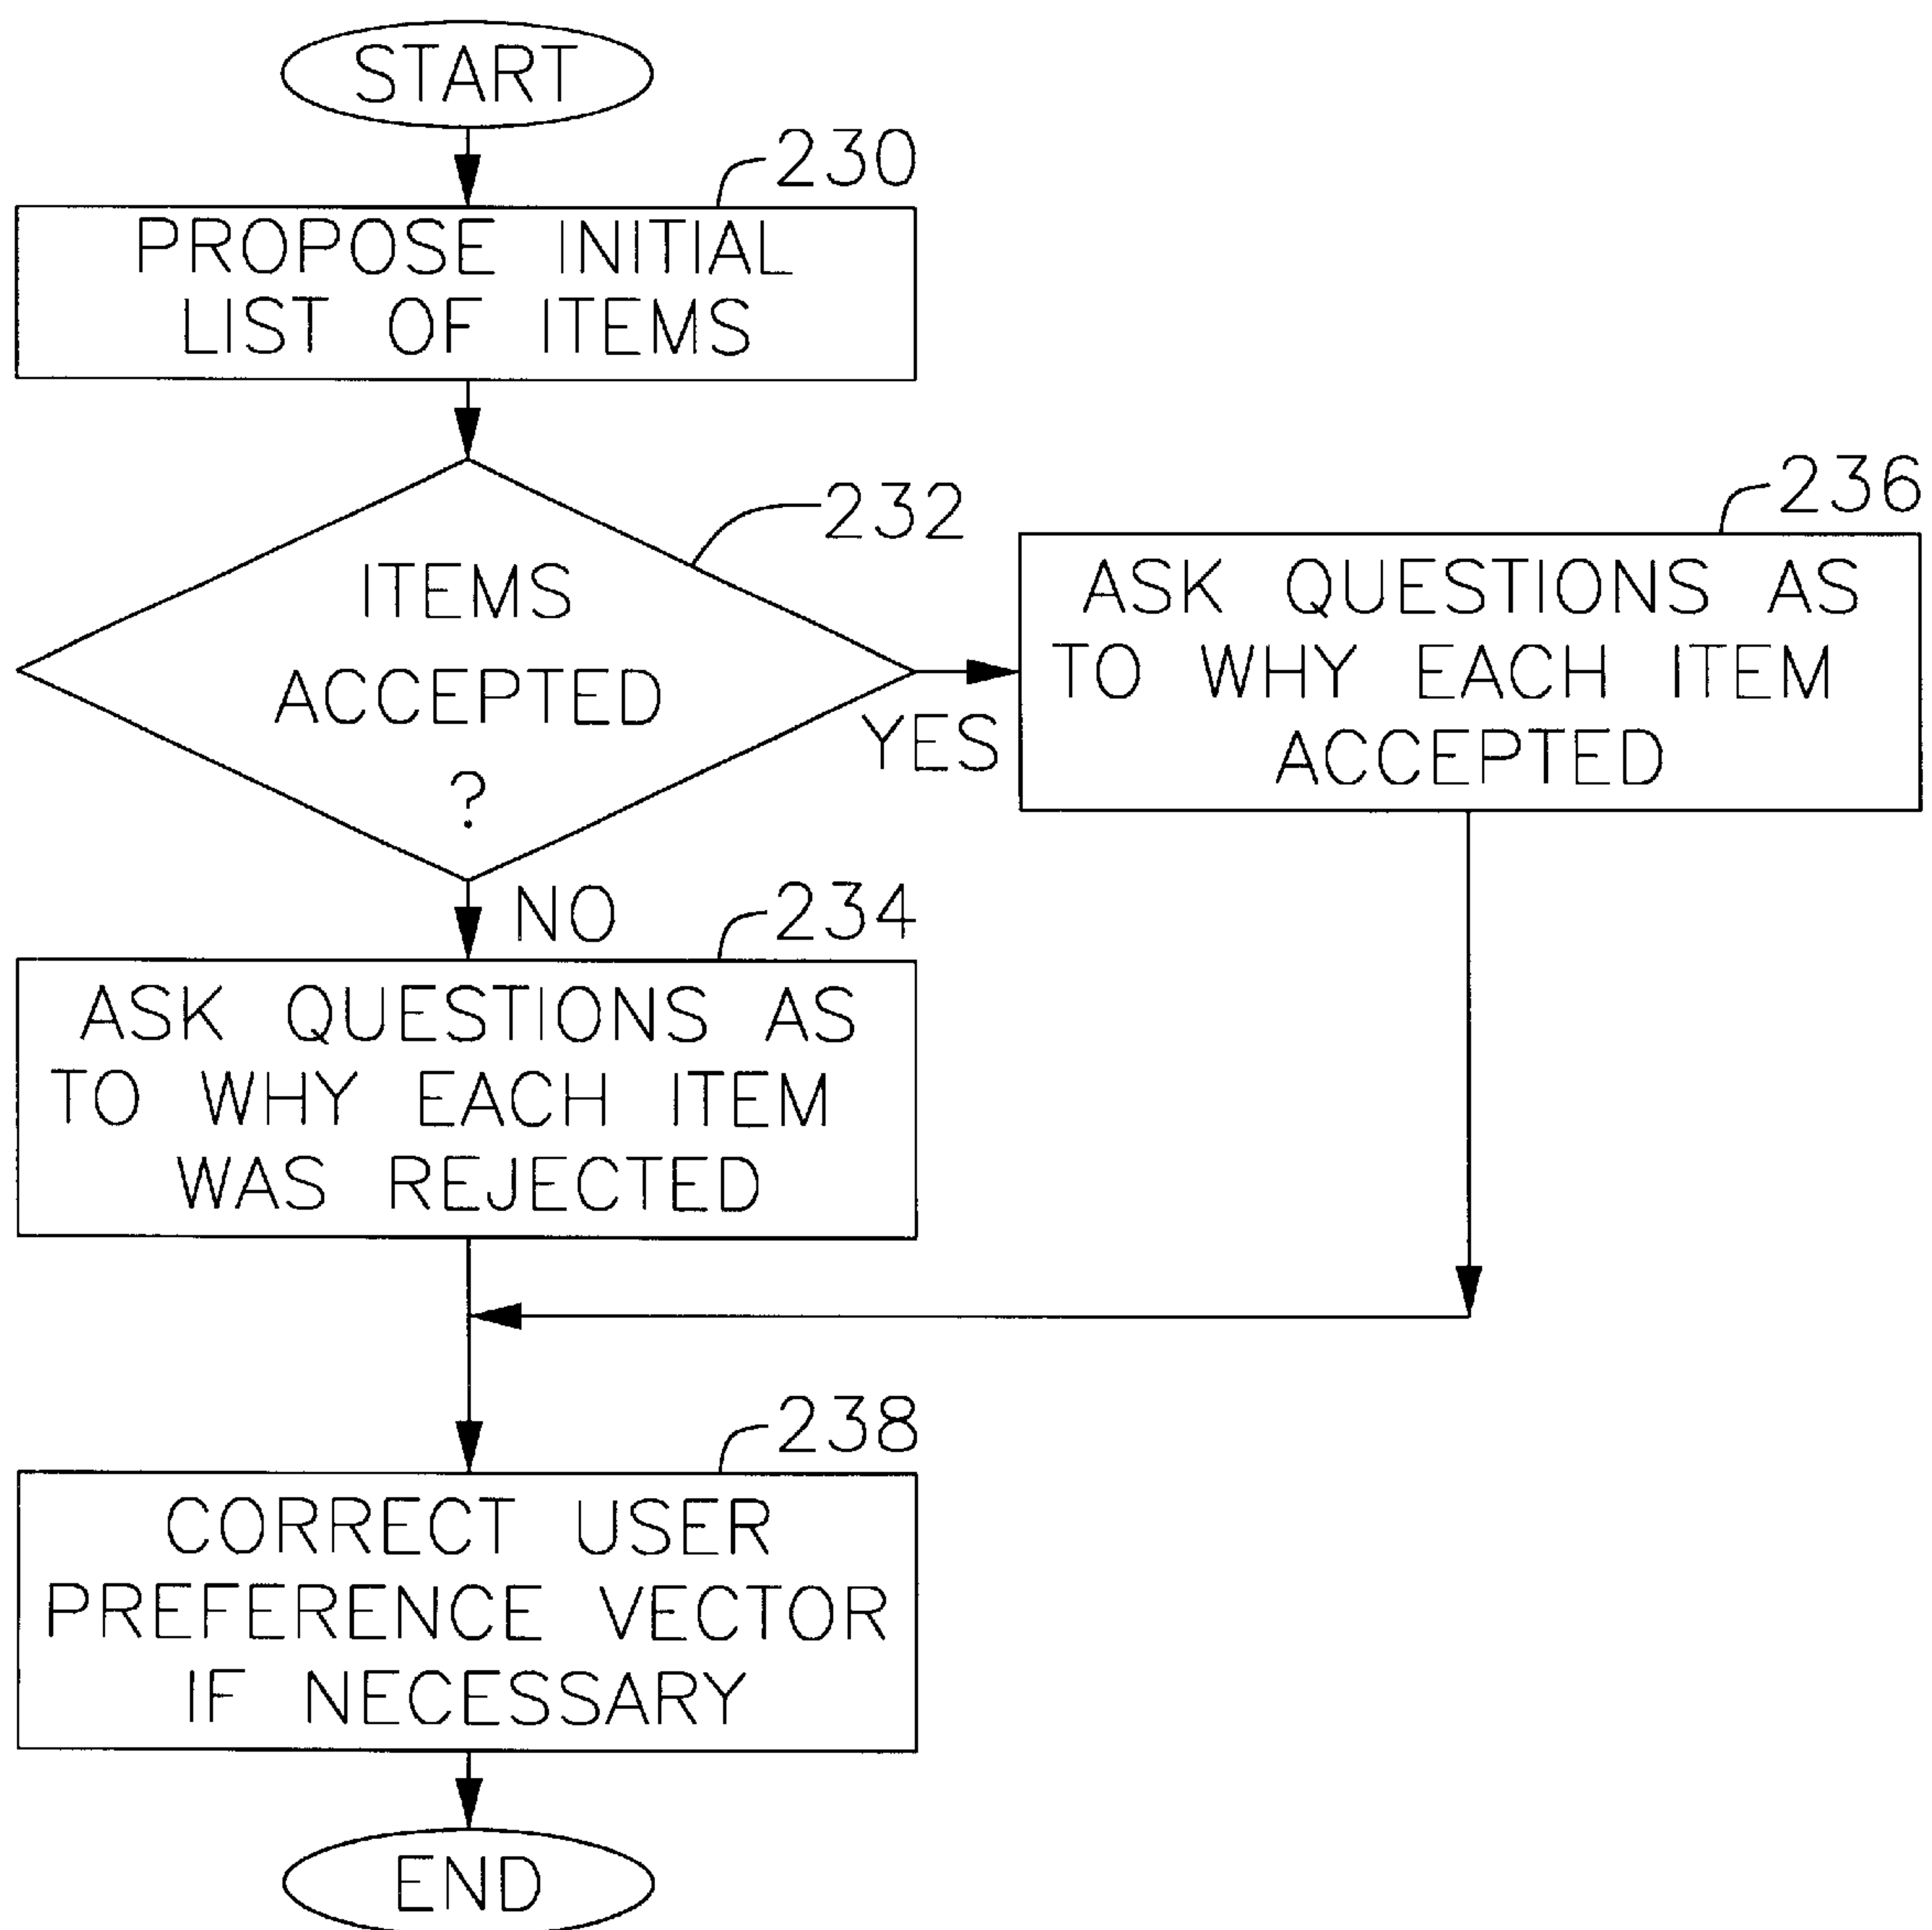 START
230
PROPOSE INITIAL
LIST OF ITEMS
232
ITEMS
ACCEPTED
?
YES
236
ASK QUESTIONS AS
TO WHY EACH ITEM
ACCEPTED
NO
234
ASK QUESTIONS AS
TO WHY EACH ITEM
WAS REJECTED
238
CORRECT USER
PREFERENCE VECTOR
IF NECESSARY
END